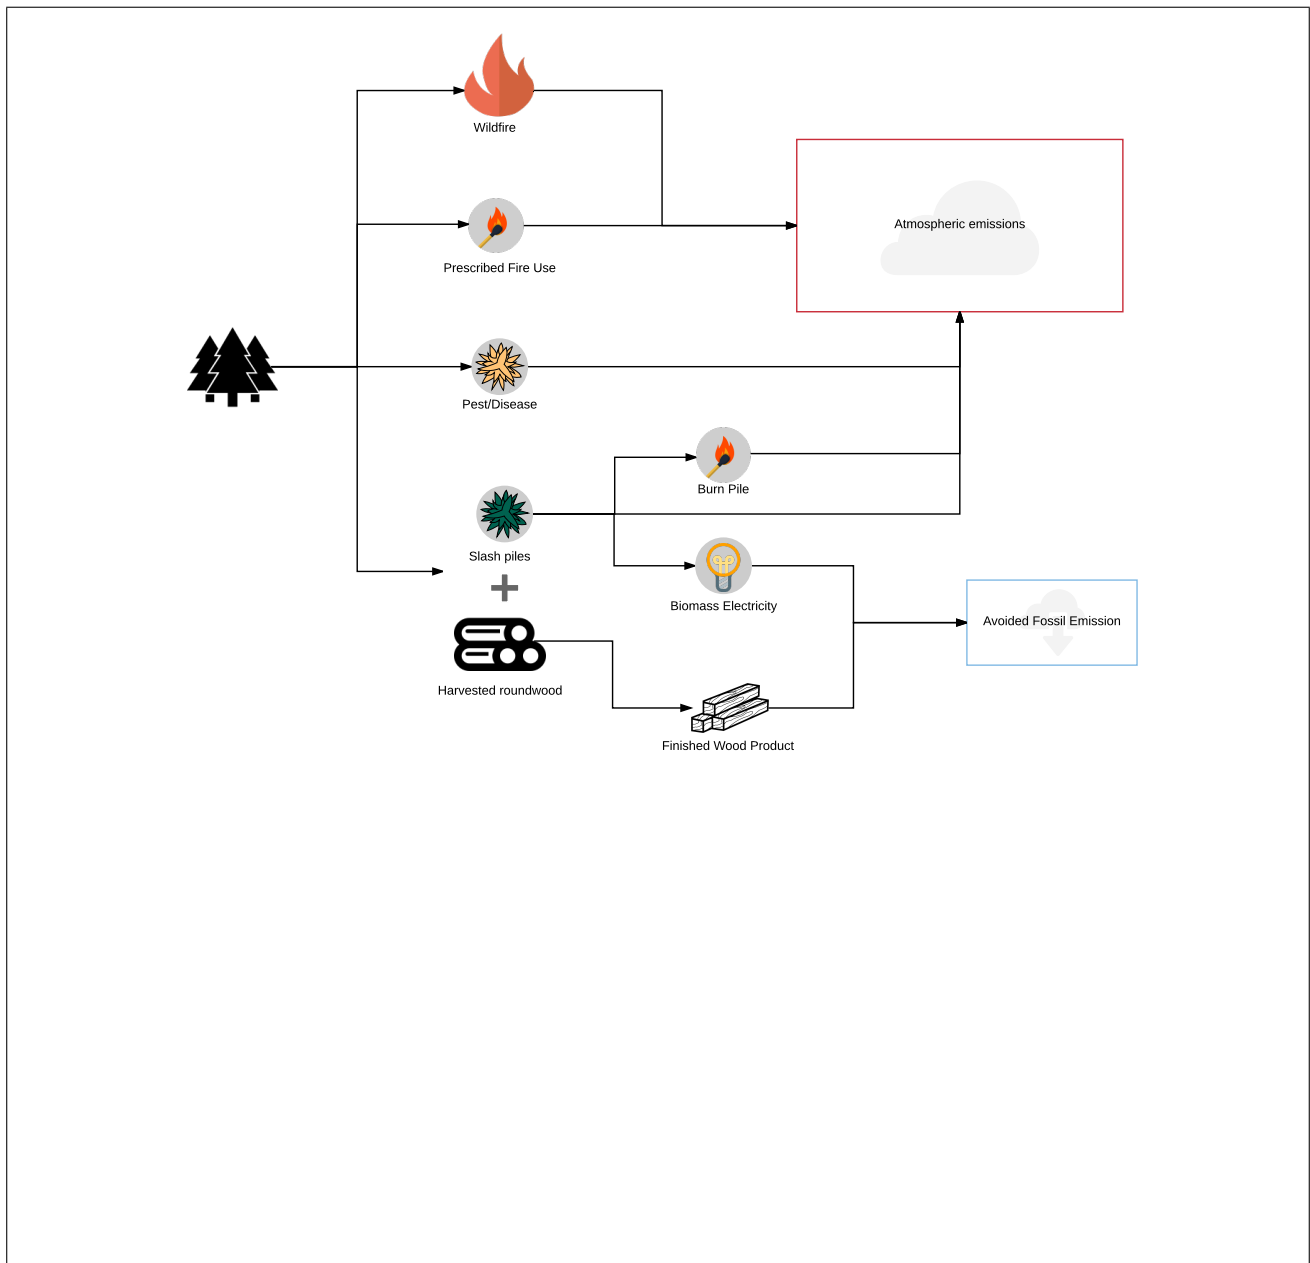 Wildfire
Atmospheric emissions
Prescribed Fire Use
Pest/Disease
Burn Pile
Slash piles
Biomass Electricity
Avoided Fossil Emission
Harvested roundwood
Finished Wood Product